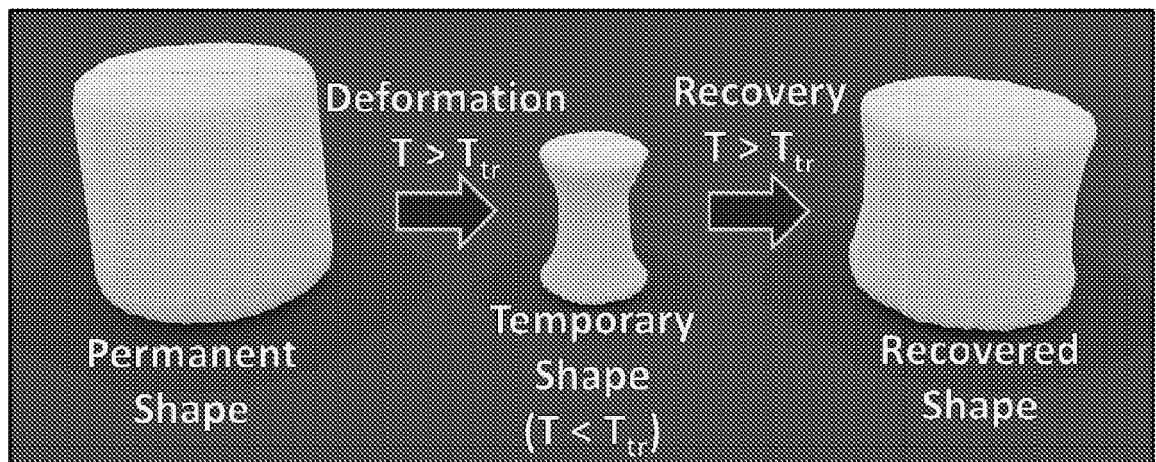 Deformation
T > Ttr
Recovery
T > Ttr
Permanent
Shape
Temporary
Shape
(T < Ttr)
Recovered
Shape